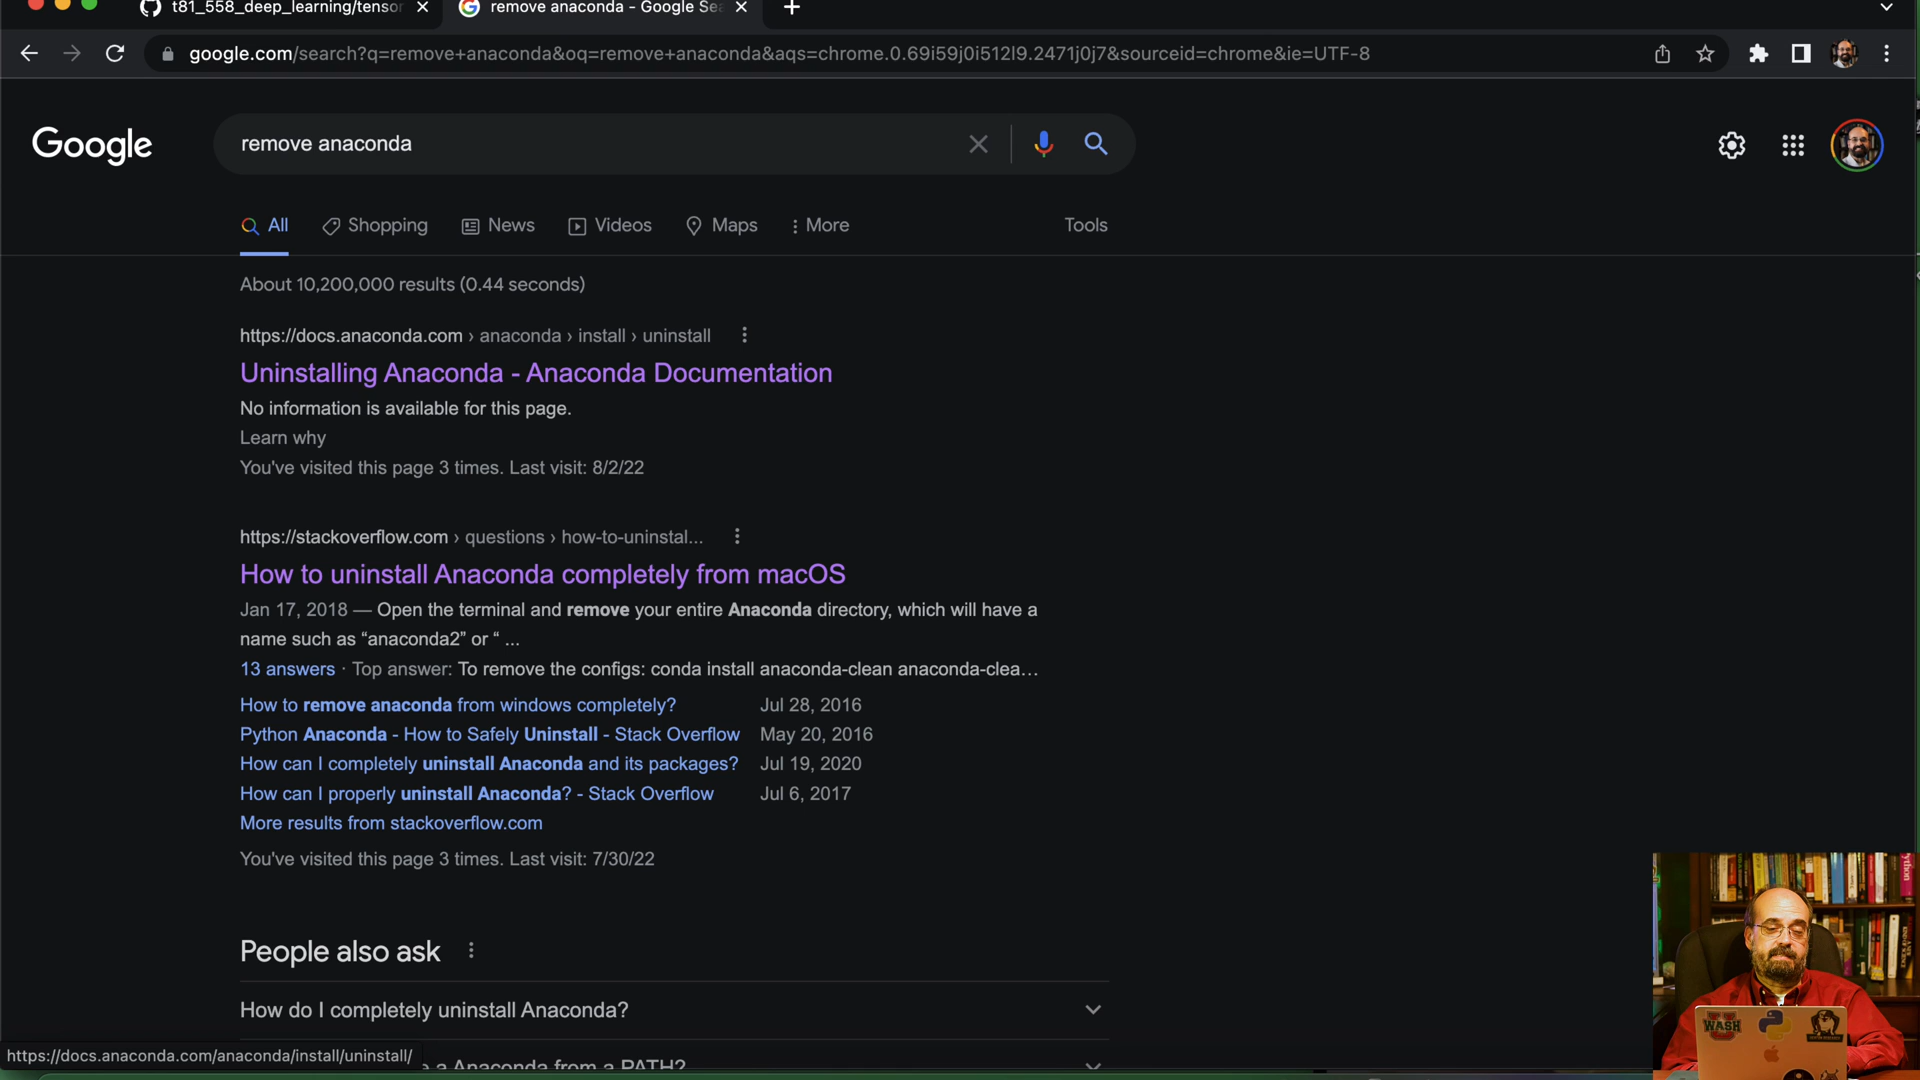 t81_558_deep_learning/tensor
remove anaconda - Google Sea
google.com/search?q=remove+anaconda&oq=remove+anaconda&aqs=chrome.0.69i59j0i512l9.2471j0j7&sourceid=chrome&ie=UTF-8
Google
remove anaconda
All
Shopping
News
Videos
Maps
More
Tools
About 10,200,000 results (0.44 seconds)
https://docs.anaconda.com › anaconda › install › uninstall
Uninstalling Anaconda - Anaconda Documentation
No information is available for this page.
Learn why
You've visited this page 3 times. Last visit: 8/2/22
https://stackoverflow.com › questions › how-to-uninstal...
How to uninstall Anaconda completely from macOS
Jan 17, 2018 — Open the terminal and remove your entire Anaconda directory, which will have a
name such as “anaconda2” or “ ...
13 answers · Top answer: To remove the configs: conda install anaconda-clean anaconda-clea...
How to remove anaconda from windows completely? Jul 28, 2016
Python Anaconda - How to Safely Uninstall - Stack Overflow May 20, 2016
How can I completely uninstall Anaconda and its packages? Jul 19, 2020
How can I properly uninstall Anaconda? - Stack Overflow Jul 6, 2017
More results from stackoverflow.com
You've visited this page 3 times. Last visit: 7/30/22
People also ask
How do I completely uninstall Anaconda?
https://docs.anaconda.com/anaconda/install/uninstall/
a Anaconda from a PATH?
WASH